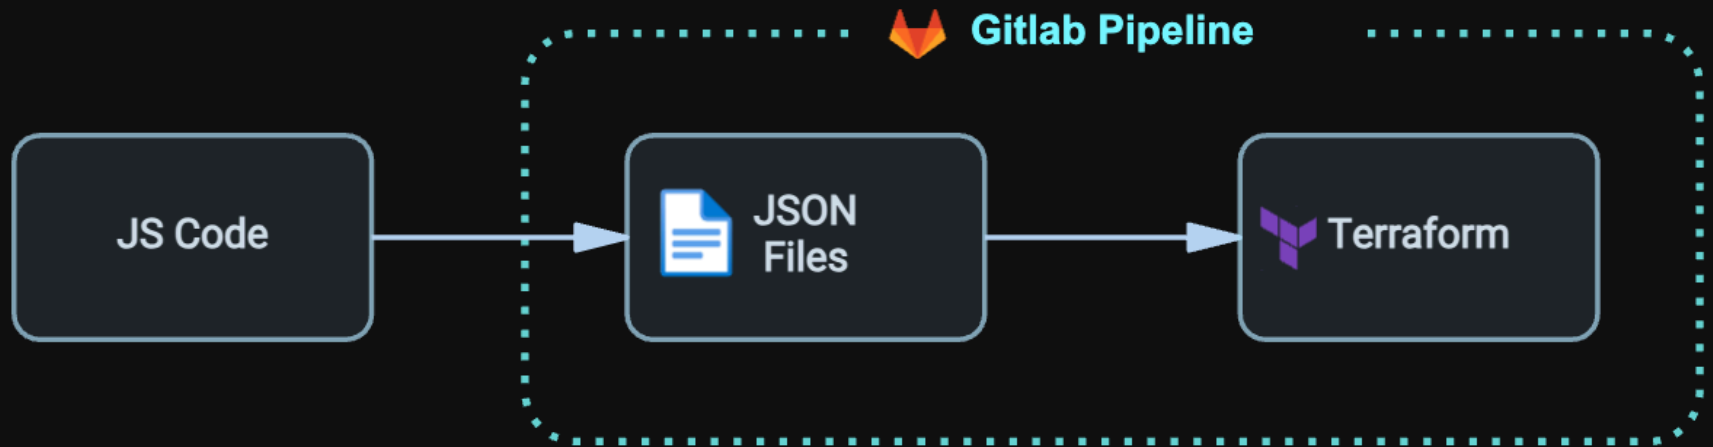 Gitlab Pipeline
JS Code
JSON
Files
Terraform